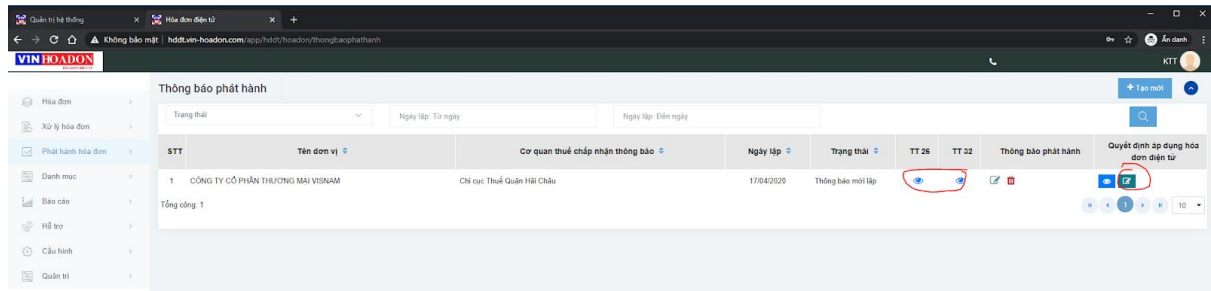 Quản trị hệ thống
Hóa đơn điện tử
Không bảo mật | hddt.vin-hoadon.com/app/hddt/hoadon/thongbaophathanh
Ẩn danh
VIN HOADON
KTT
Hóa đơn
Xử lý hóa đơn
Phát hành hóa đơn
Danh mục
Báo cáo
Hỗ trợ
Cấu hình
Quản trị
Thông báo phát hành
+ Tạo mới
Trạng thái
Ngày lập: Từ ngày
Ngày lập: Đến ngày
STT Tên đơn vị Cơ quan thuế chấp nhận thông báo Ngày lập Trạng thái TT 26 TT 32 Thông báo phát hành Quyết định áp dụng hóa
đơn điện tử
1 CÔNG TY CỔ PHẦN THƯƠNG MẠI VISNAM Chi cục Thuế Quận Hải Châu 17/04/2020 Thông báo mới lập
Tổng cộng: 1
1
10